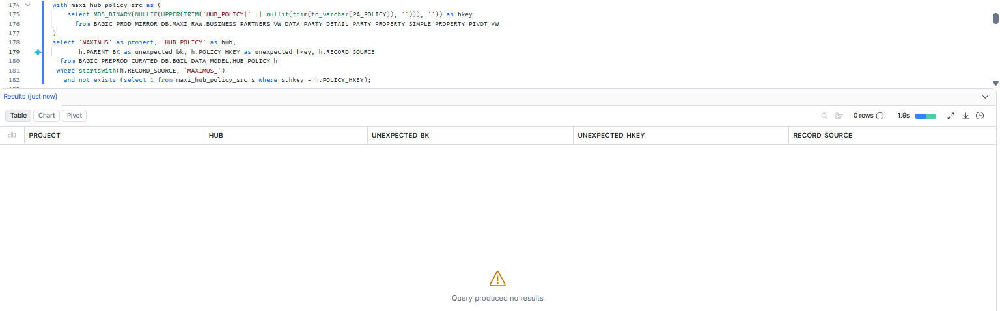 174 with maxi_hub_policy_src as (
175 select MD5_BINARY(NULLIF(UPPER(TRIM('HUB_POLICY|' || nullif(trim(to_varchar(PA_POLICY)), ''))), '')) as hkey
176 from BAGIC_PROD_MIRROR_DB.MAXI_RAW.BUSINESS_PARTNERS_VW_DATA_PARTY_DETAIL_PARTY_PROPERTY_SIMPLE_PROPERTY_PIVOT_VW
177 )
178 select 'MAXIMUS' as project, 'HUB_POLICY' as hub,
179 h.PARENT_BK as unexpected_bk, h.POLICY_HKEY as unexpected_hkey, h.RECORD_SOURCE
180 from BAGIC_PREPROD_CURATED_DB.BGIL_DATA_MODEL.HUB_POLICY h
181 where startswith(h.RECORD_SOURCE, 'MAXIMUS_')
182 and not exists (select 1 from maxi_hub_policy_src s where s.hkey = h.POLICY_HKEY);
Results (just now)
Table Chart Pivot 0 rows 1.9s
PROJECT HUB UNEXPECTED_BK UNEXPECTED_HKEY RECORD_SOURCE
Query produced no results